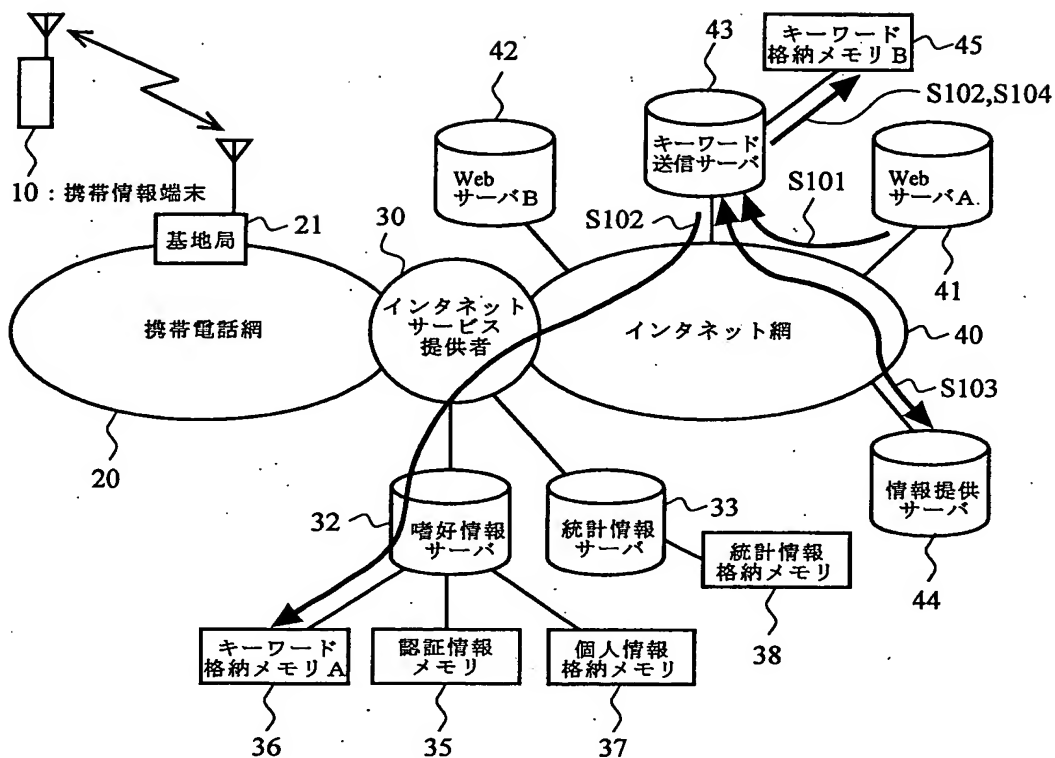 キーワード
格納メモリB
45
43
42
S102,S104
キーワード
送信サーバ
10：携帯情報端末
Web
サーバB
S101
Web
サーバA
21
S102
基地局
30
41
インタネット
サービス
提供者
携帯電話網
インタネット網
40
S103
20
32
33
嗜好情報
サーバ
統計情報
サーバ
情報提供
サーバ
統計情報
格納メモリ
44
キーワード
格納メモリA
認証情報
メモリ
個人情報
格納メモリ
38
36
35
37